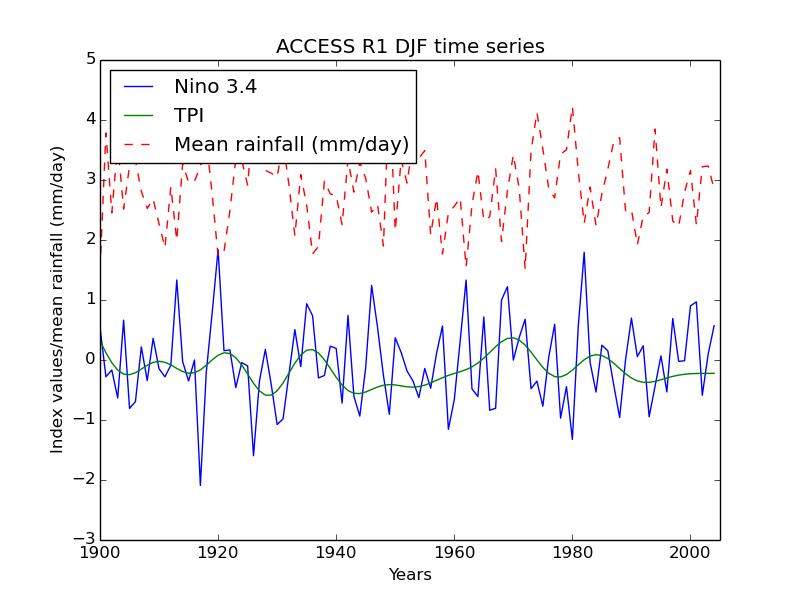 ACCESS R1 DJF time series
Nino 3.4
TPI
Mean rainfall (mm/day)
Index values/mean rainfall (mm/day)
5
4
3
2
1
0
−1
−2
−3
1900 1920 1940 1960 1980 2000
Years